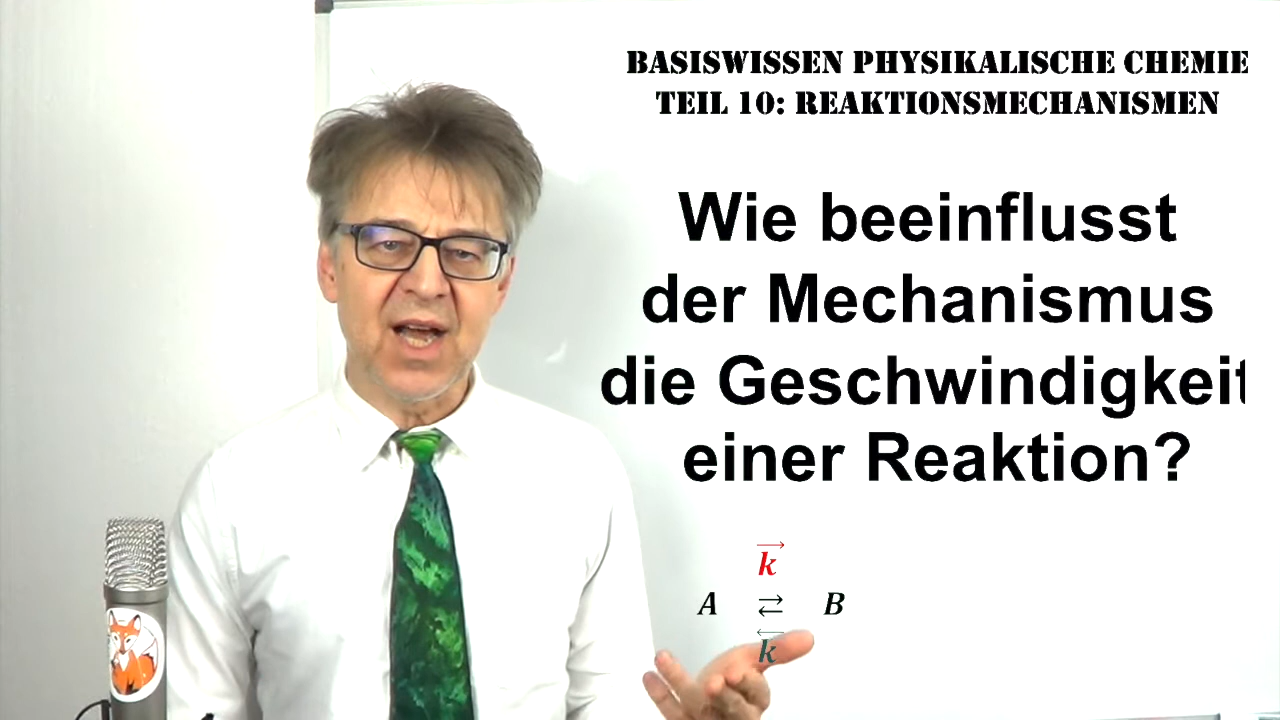 BASISWISSEN PHYSIKALISCHE CHEMIE
TEIL 10: REAKTIONSMECHANISMEN
Wie beeinflusst
der Mechanismus
die Geschwindigkeit
einer Reaktion?
k
A ⇄ B
k